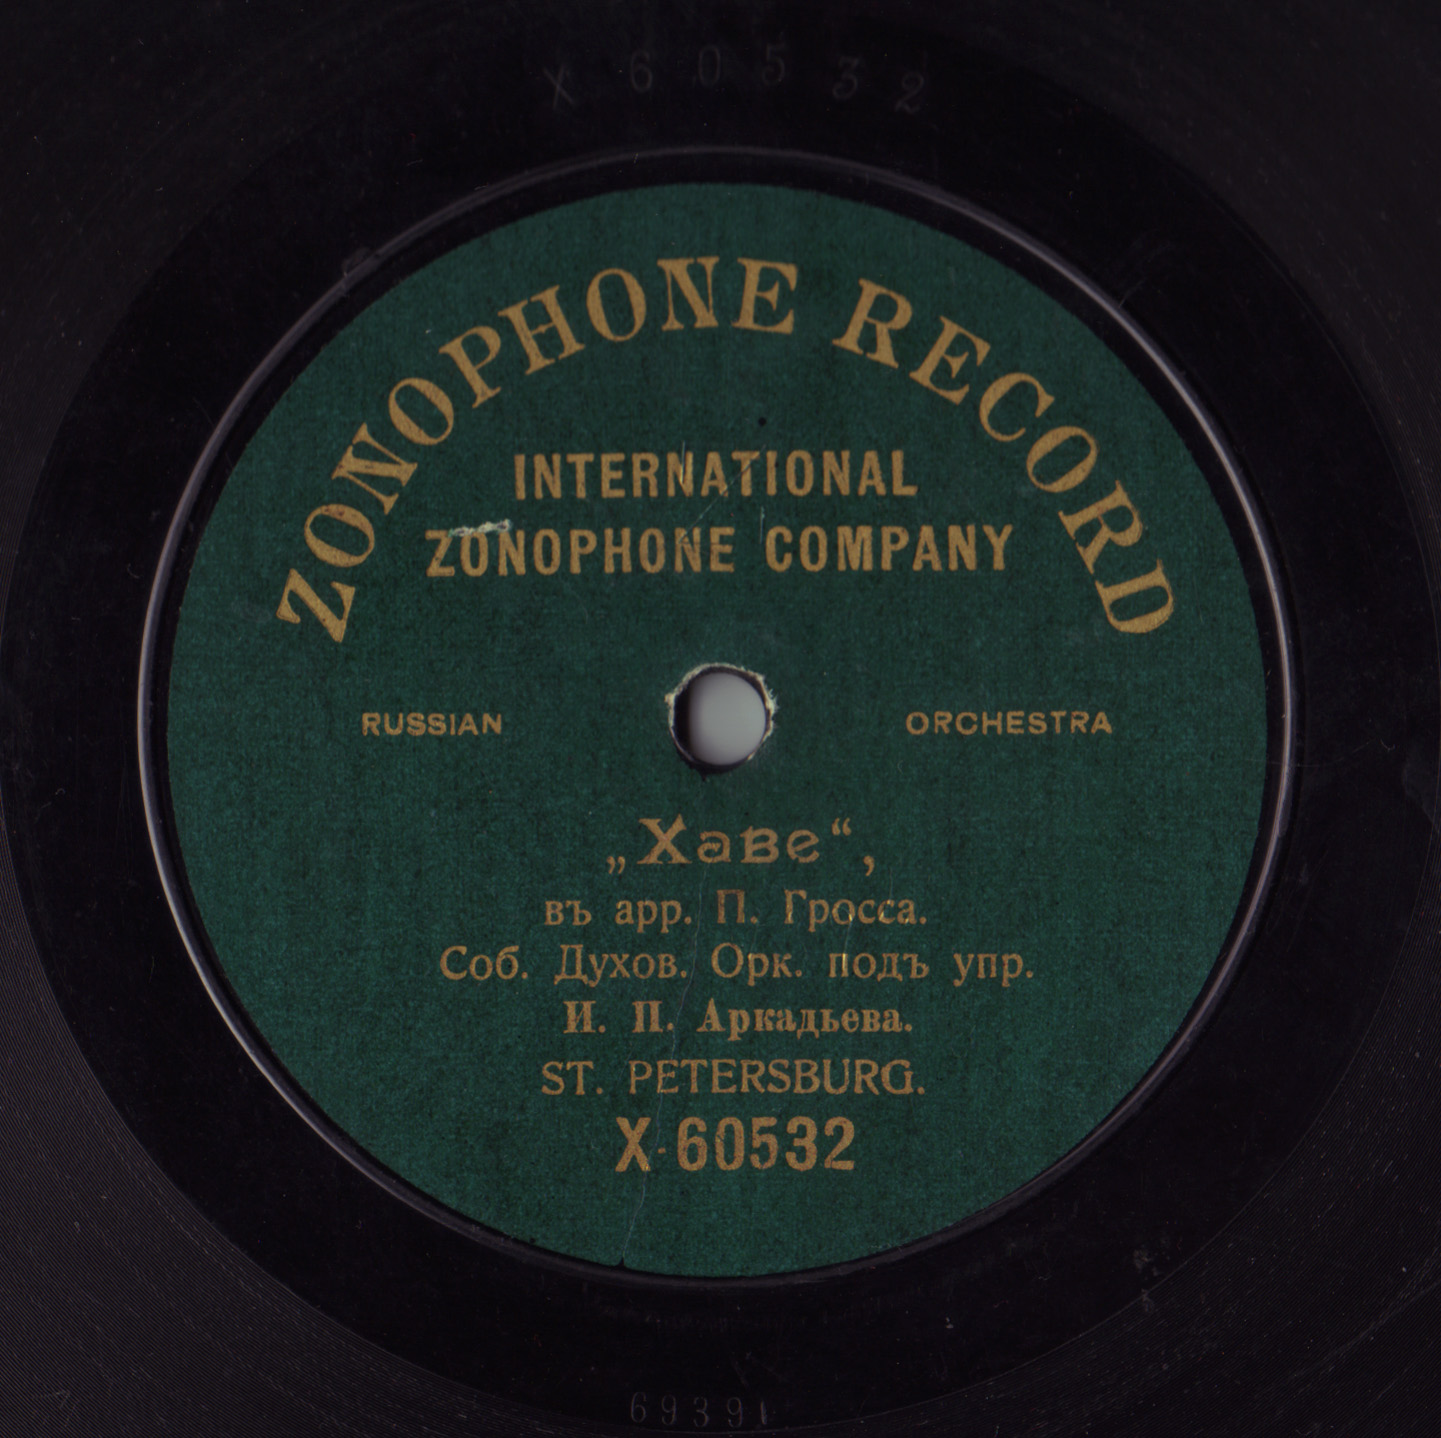 X 60532
ZONOPHONE RECORD
INTERNATIONAL
ZONOPHONE COMPANY
RUSSIAN ORCHESTRA
„Хаве“,
въ арр. П. Гросса.
Соб. Духов. Орк. подъ упр.
И. П. Аркадьева.
ST. PETERSBURG.
X-60532
69391